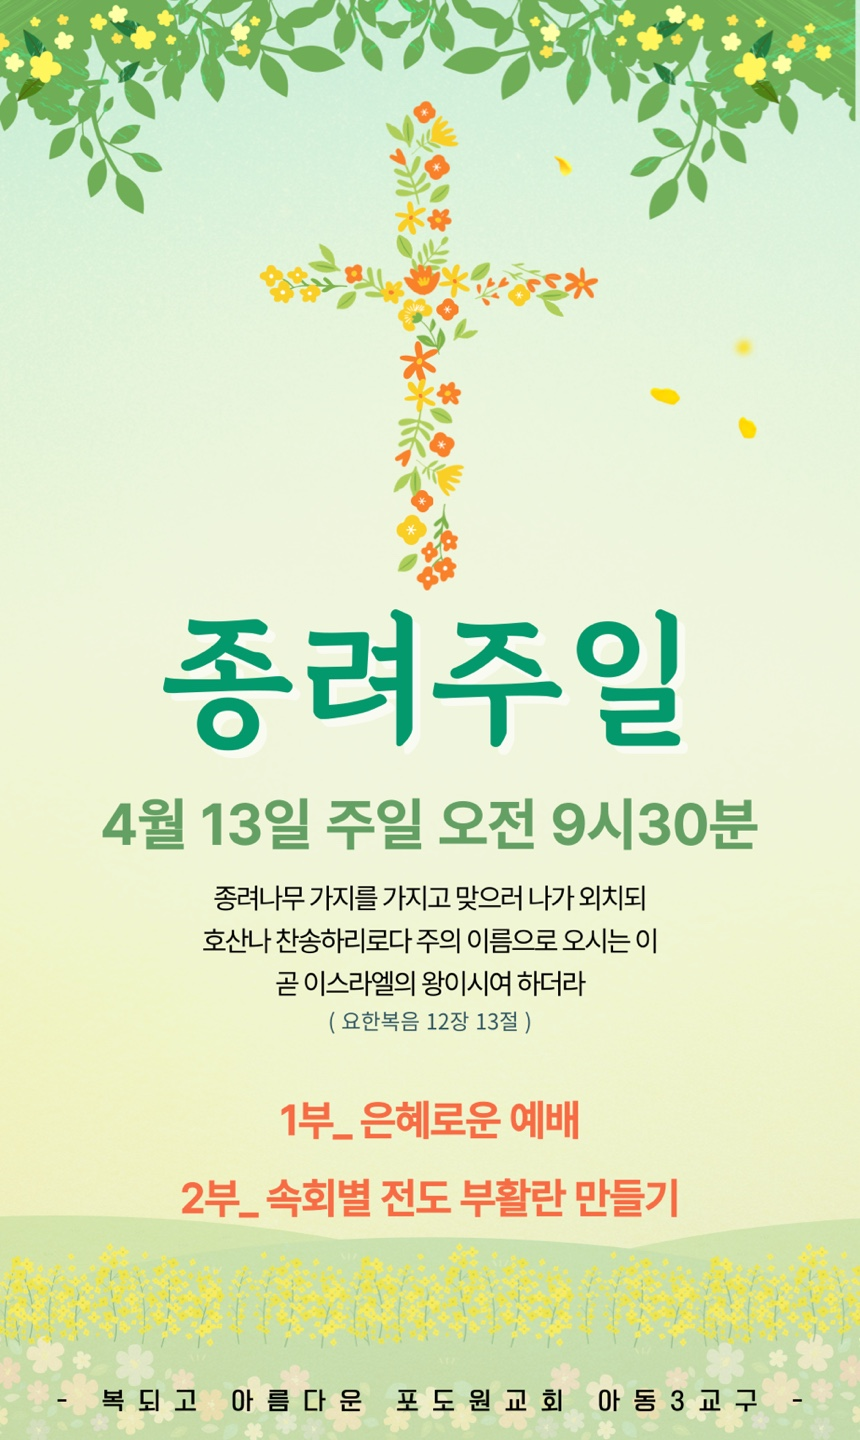 종려주일
4월 13일 주일 오전 9시30분
종려나무 가지를 가지고 맞으러 나가 외치되
호산나 찬송하리로다 주의 이름으로 오시는 이
곧 이스라엘의 왕이시여 하더라
( 요한복음 12장 13절 )
1부_ 은혜로운 예배
2부_ 속회별 전도 부활란 만들기
- 복되고 아름다운 포도원교회 아동3교구 -